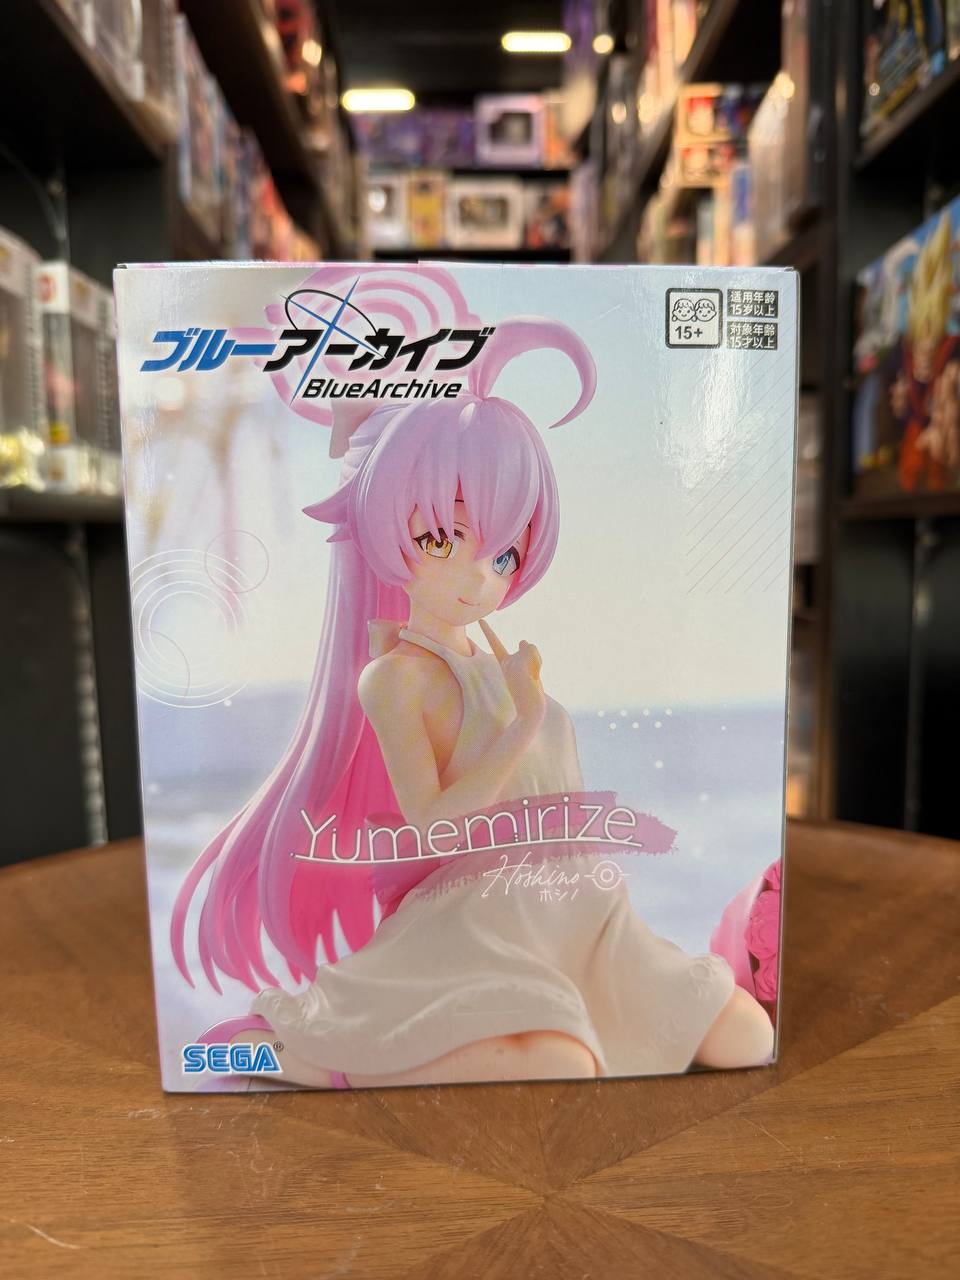 ブルーアーカイブ
BlueArchive
15+
适用年龄
15岁以上
対象年齢
15才以上
Yumemirize
Hoshino
ホシノ
SEGA®